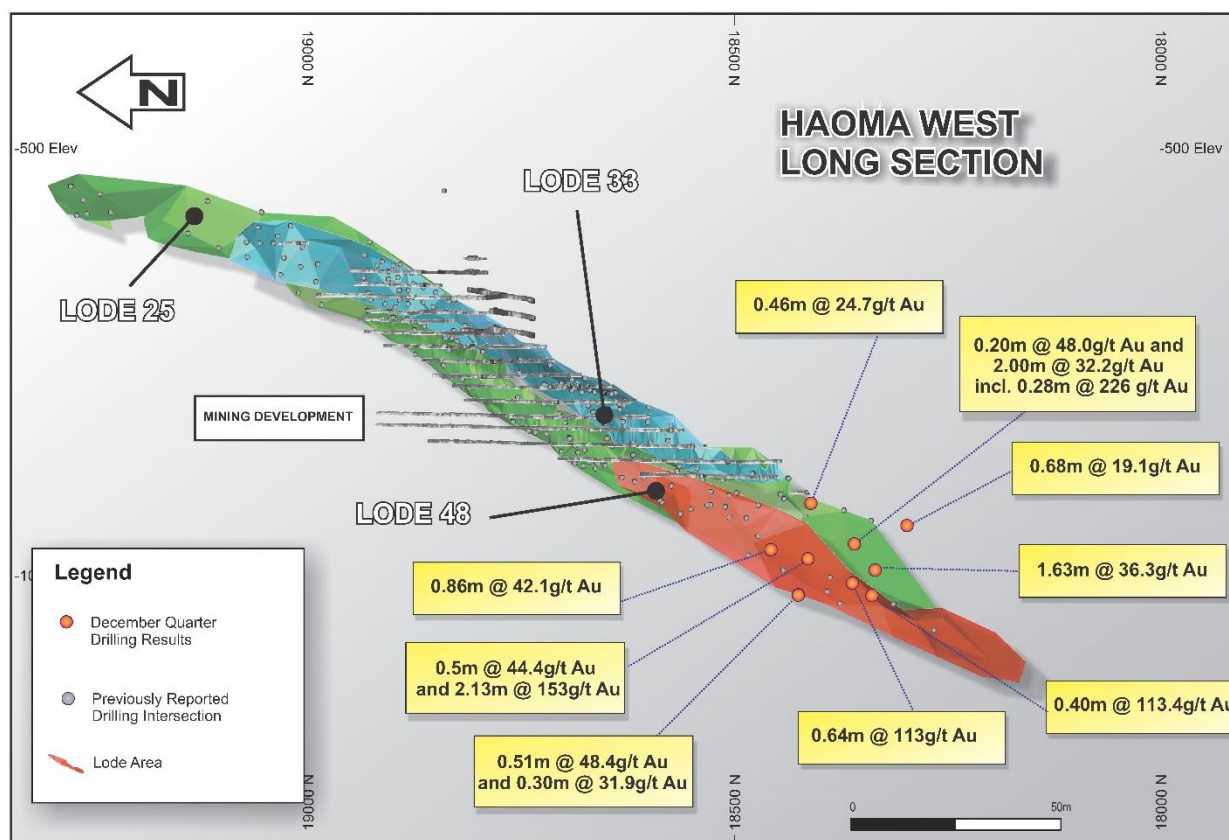 19000 N
18500 N
18000 N
N
HAOMA WEST
LONG SECTION
-500 Elev
-500 Elev
LODE 33
LODE 25
0.46m @ 24.7g/t Au
0.20m @ 48.0g/t Au and
2.00m @ 32.2g/t Au
incl. 0.28m @ 226 g/t Au
MINING DEVELOPMENT
0.68m @ 19.1g/t Au
LODE 48
1.63m @ 36.3g/t Au
0.86m @ 42.1g/t Au
0.5m @ 44.4g/t Au
and 2.13m @ 153g/t Au
0.40m @ 113.4g/t Au
0.64m @ 113g/t Au
0.51m @ 48.4g/t Au
and 0.30m @ 31.9g/t Au
Legend
December Quarter
Drilling Results
Previously Reported
Drilling Intersection
Lode Area
19000 N
18500 N
18000 N
0
50m